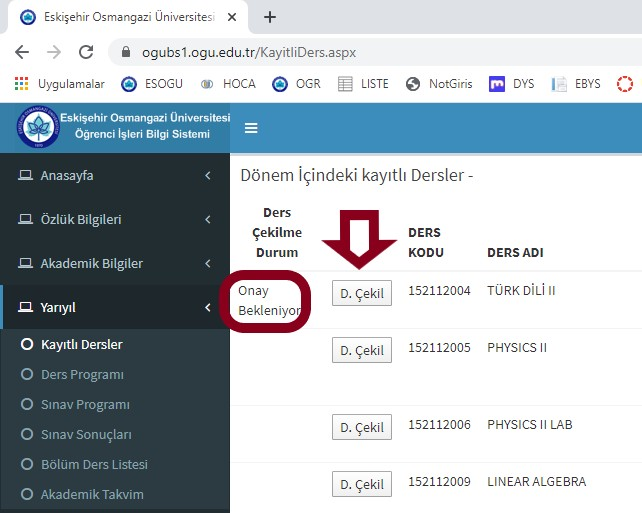 Eskişehir Osmangazi Üniversitesi
ogubs1.ogu.edu.tr/KayitliDers.aspx
Uygulamalar ESOGU HOCA OGR LISTE NotGiris DYS EBYS
Eskişehir Osmangazi Üniversitesi
Öğrenci İşleri Bilgi Sistemi
Anasayfa
Özlük Bilgileri
Akademik Bilgiler
Yarıyıl
Kayıtlı Dersler
Ders Programı
Sınav Programı
Sınav Sonuçları
Bölüm Ders Listesi
Akademik Takvim
Dönem İçindeki kayıtlı Dersler -
Ders
Çekilme
Durum
DERS
KODU
DERS ADI
Onay
Bekleniyor
D. Çekil 152112004 TÜRK DİLİ II
D. Çekil 152112005 PHYSICS II
D. Çekil 152112006 PHYSICS II LAB
D. Çekil 152112009 LINEAR ALGEBRA